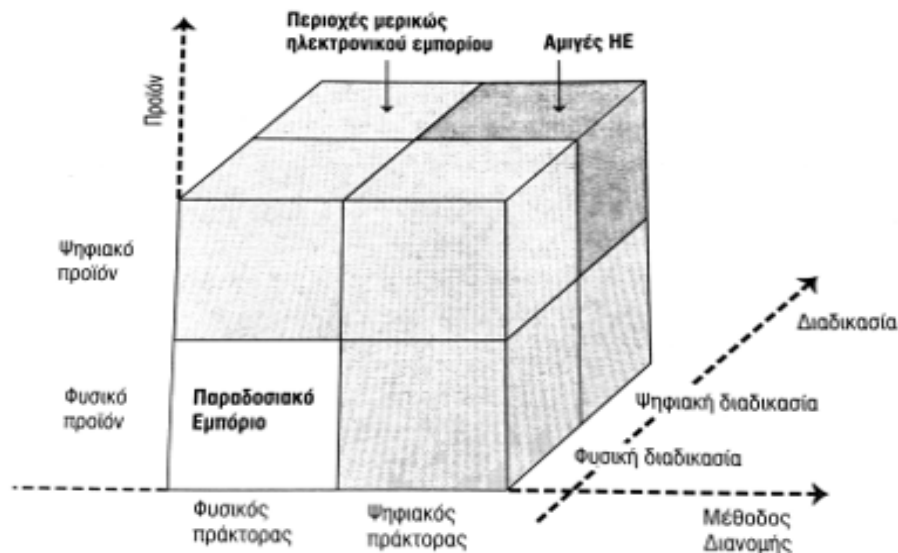 Περιοχές μερικώς
ηλεκτρονικού εμπορίου
Αμιγές ΗΕ
Προϊόν
Ψηφιακό
προϊόν
Διαδικασία
Φυσικό
προϊόν
Παραδοσιακό
Εμπόριο
Ψηφιακή διαδικασία
Φυσική διαδικασία
Φυσικός
πράκτορας
Ψηφιακός
πράκτορας
Μέθοδος
Διανομής